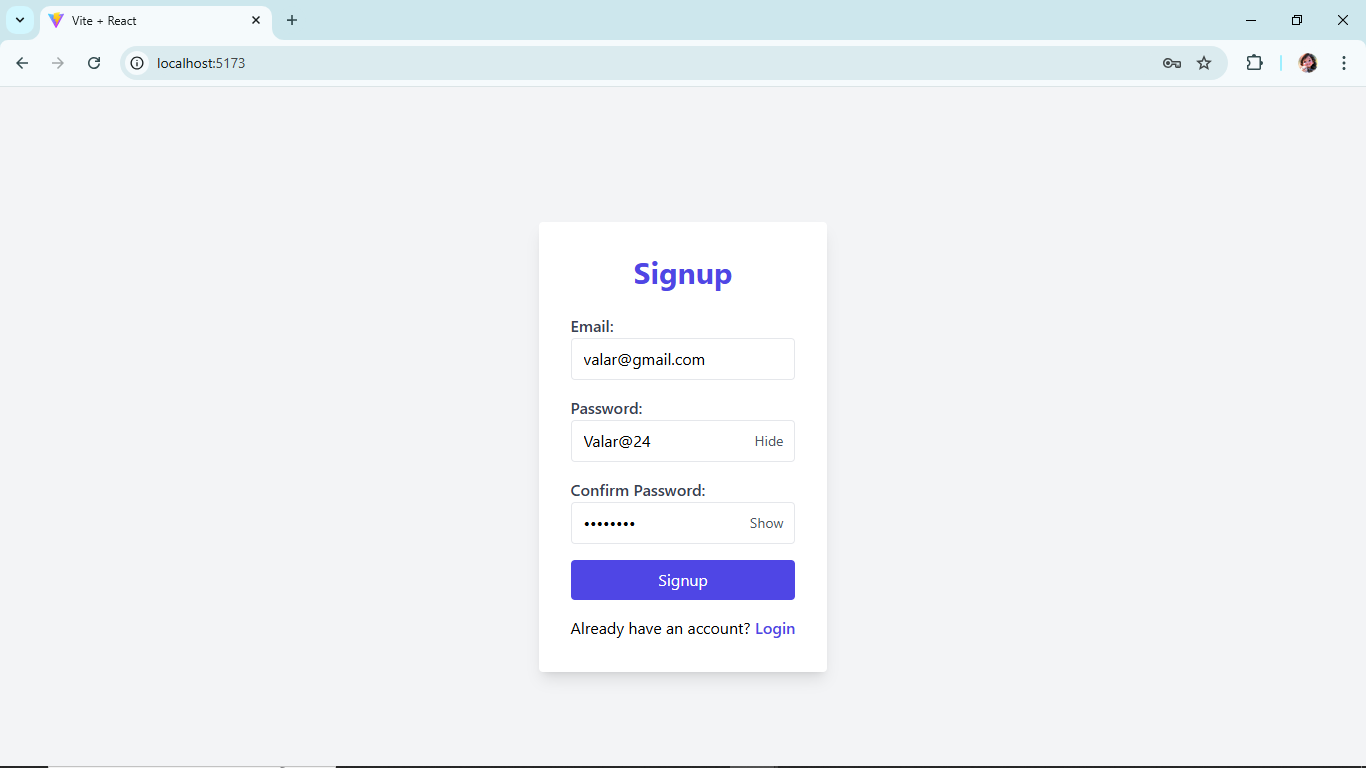 Vite + React
localhost:5173
Signup
Email:
valar@gmail.com
Password:
Valar@24 Hide
Confirm Password:
•••••••• Show
Signup
Already have an account? Login